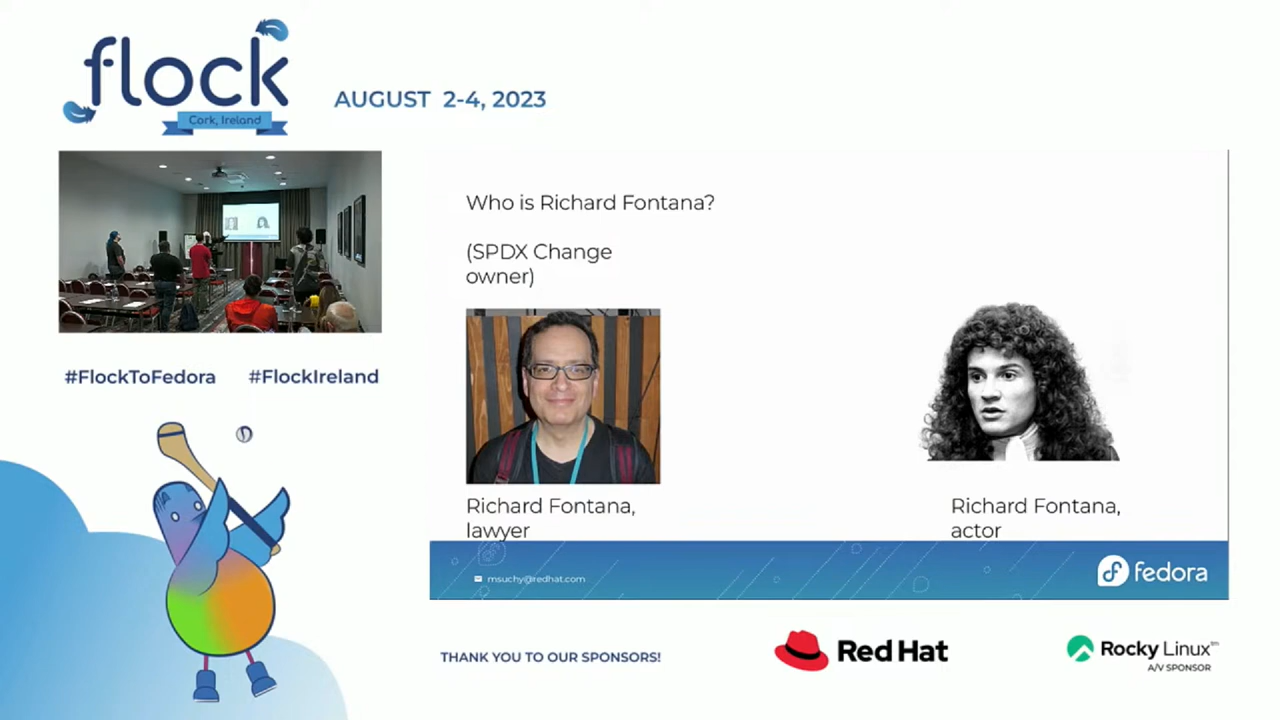 flock
Cork, Ireland
AUGUST 2-4, 2023
#FlockToFedora #FlockIreland
Who is Richard Fontana?
(SPDX Change
owner)
Richard Fontana,
lawyer
Richard Fontana,
actor
msuchy@redhat.com
fedora
THANK YOU TO OUR SPONSORS!
Red Hat
Rocky Linux™
A/V SPONSOR